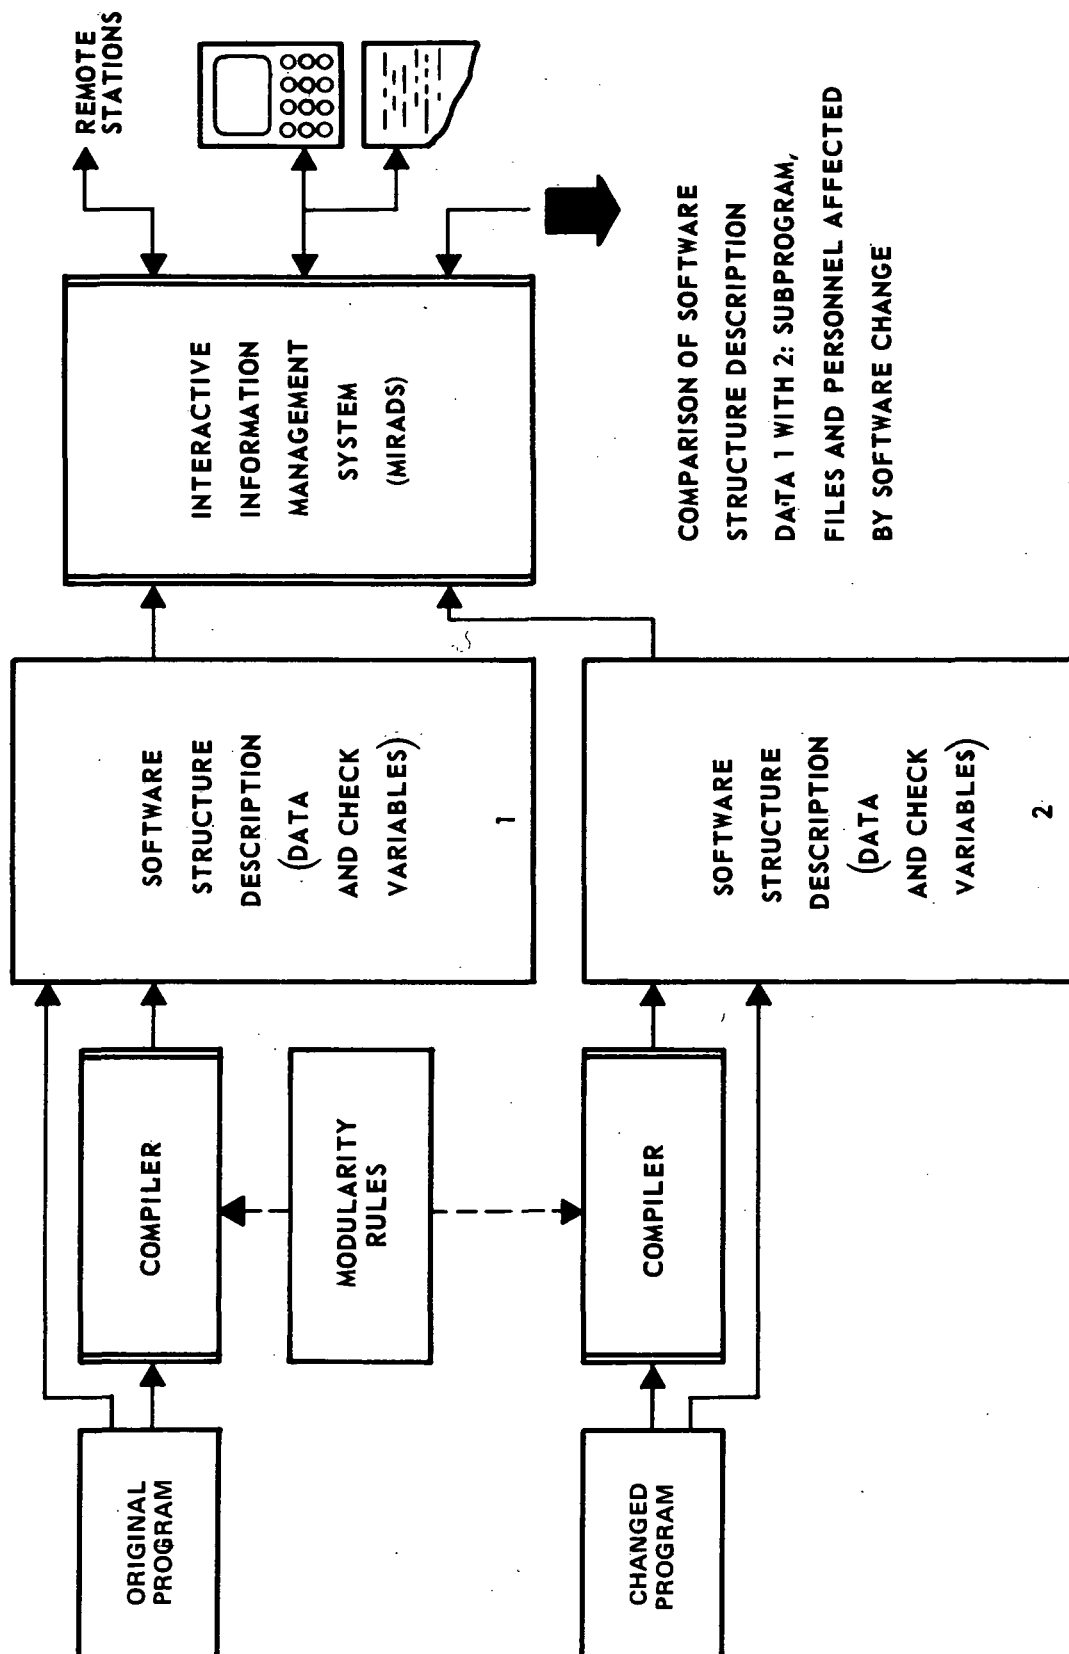 ORIGINAL
PROGRAM
COMPILER
MODULARITY
RULES
CHANGED
PROGRAM
COMPILER
SOFTWARE
STRUCTURE
DESCRIPTION
(DATA
AND CHECK
VARIABLES)
1
SOFTWARE
STRUCTURE
DESCRIPTION
(DATA
AND CHECK
VARIABLES)
2
INTERACTIVE
INFORMATION
MANAGEMENT
SYSTEM
(MIRADS)
REMOTE
STATIONS
COMPARISON OF SOFTWARE
STRUCTURE DESCRIPTION
DATA 1 WITH 2: SUBPROGRAM,
FILES AND PERSONNEL AFFECTED
BY SOFTWARE CHANGE